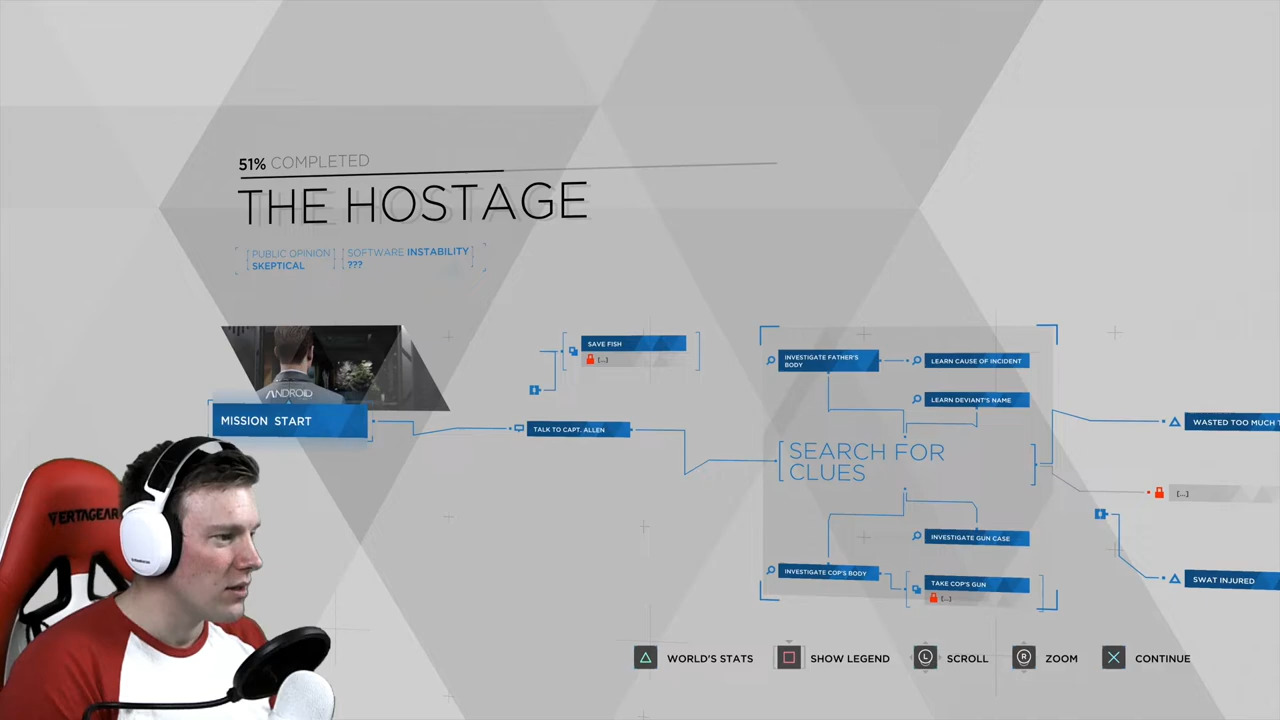 51% COMPLETED
THE HOSTAGE
PUBLIC OPINION
SKEPTICAL
SOFTWARE INSTABILITY
???
ANDROID
MISSION START
SAVE FISH
[...]
TALK TO CAPT. ALLEN
INVESTIGATE FATHER'S
BODY
LEARN CAUSE OF INCIDENT
LEARN DEVIANT'S NAME
SEARCH FOR
CLUES
INVESTIGATE GUN CASE
INVESTIGATE COP'S BODY
TAKE COP'S GUN
[...]
WASTED TOO MUCH T
[...]
SWAT INJURED
VERTAGEAR
WORLD'S STATS
SHOW LEGEND
L
SCROLL
R
ZOOM
CONTINUE